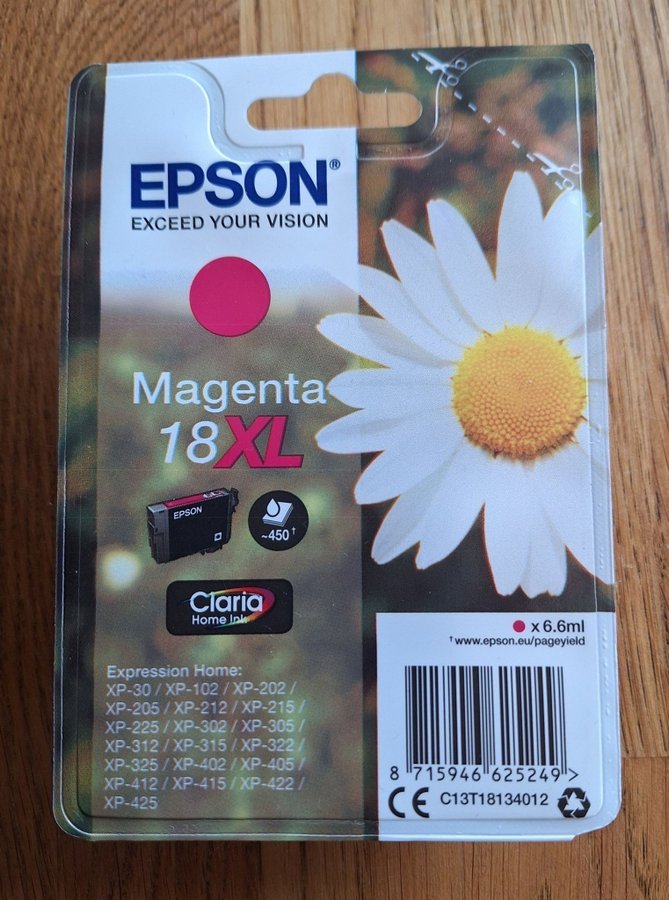 EPSON®
EXCEED YOUR VISION
Magenta
18XL
EPSON
~450†
Claria
Home Ink
x 6.6ml
†www.epson.eu/pageyield
Expression Home:
XP-30 / XP-102 / XP-202 /
XP-205 / XP-212 / XP-215 /
XP-225 / XP-302 / XP-305 /
XP-312 / XP-315 / XP-322 /
XP-325 / XP-402 / XP-405 /
XP-412 / XP-415 / XP-422 /
XP-425
8 715946 625249 >
CE C13T18134012